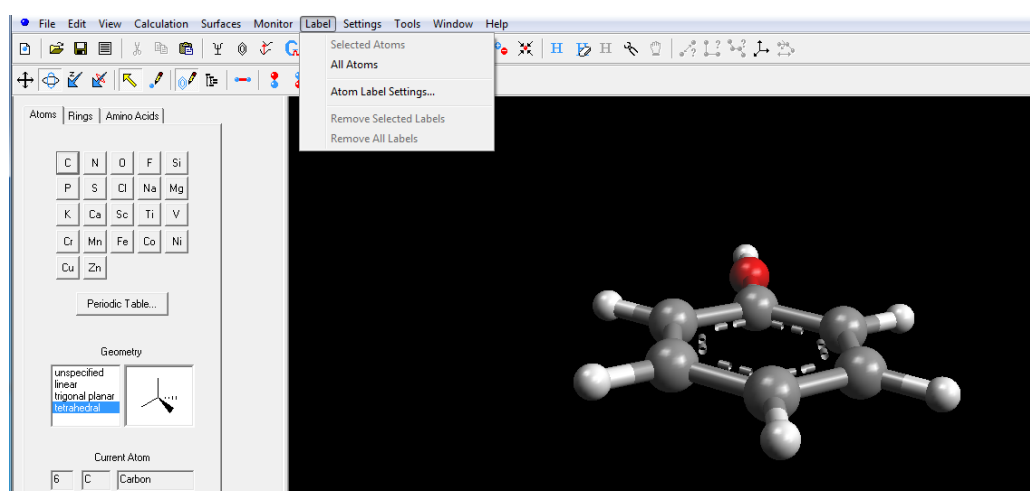 File Edit View Calculation Surfaces Monitor Label Settings Tools Window Help
Selected Atoms
All Atoms
Atom Label Settings...
Remove Selected Labels
Remove All Labels
H H
Atoms Rings Amino Acids
C N O F Si
P S Cl Na Mg
K Ca Sc Ti V
Cr Mn Fe Co Ni
Cu Zn
Periodic Table...
Geometry
unspecified
linear
trigonal planar
tetrahedral
Current Atom
6 C Carbon